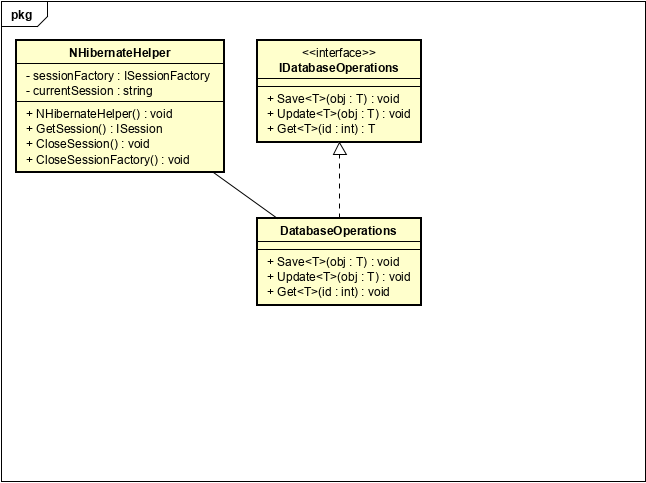 pkg
NHibernateHelper
- sessionFactory : ISessionFactory
- currentSession : string
+ NHibernateHelper() : void
+ GetSession() : ISession
+ CloseSession() : void
+ CloseSessionFactory() : void
<<interface>>
IDatabaseOperations
+ Save<T>(obj : T) : void
+ Update<T>(obj : T) : void
+ Get<T>(id : int) : T
DatabaseOperations
+ Save<T>(obj : T) : void
+ Update<T>(obj : T) : void
+ Get<T>(id : int) : void